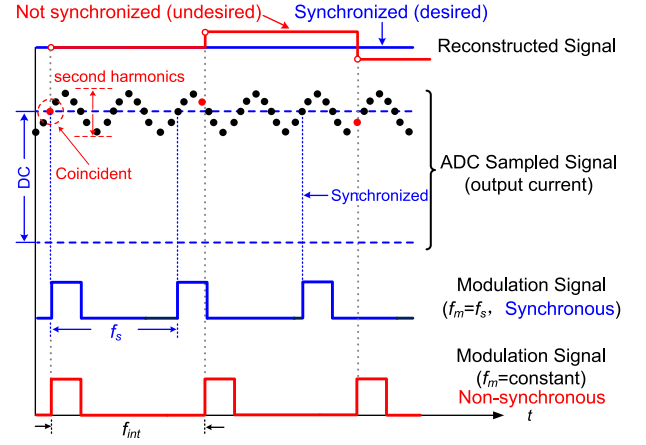 Not synchronized (undesired)
Synchronized (desired)
Reconstructed Signal
second harmonics
Coincident
DC
ADC Sampled Signal
(output current)
Synchronized
Modulation Signal
(fm=fs, Synchronous)
fs
Modulation Signal
(fm=constant)
Non-synchronous
t
fint